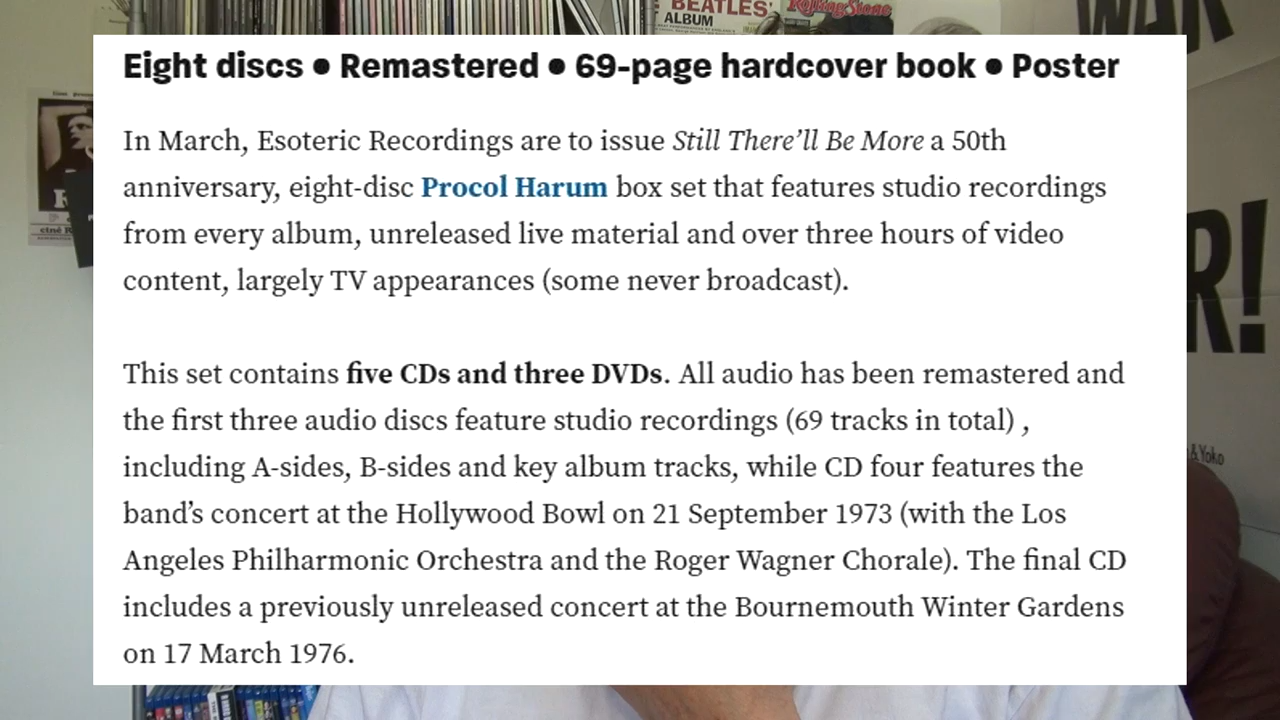 BEATLES'
ALBUM
RollingStone
WAR
Eight discs ● Remastered ● 69-page hardcover book ● Poster
In March, Esoteric Recordings are to issue Still There’ll Be More a 50th
anniversary, eight-disc Procol Harum box set that features studio recordings
from every album, unreleased live material and over three hours of video
content, largely TV appearances (some never broadcast).
This set contains five CDs and three DVDs. All audio has been remastered and
the first three audio discs feature studio recordings (69 tracks in total) ,
including A-sides, B-sides and key album tracks, while CD four features the
band’s concert at the Hollywood Bowl on 21 September 1973 (with the Los
Angeles Philharmonic Orchestra and the Roger Wagner Chorale). The final CD
includes a previously unreleased concert at the Bournemouth Winter Gardens
on 17 March 1976.
R!
& Yoko